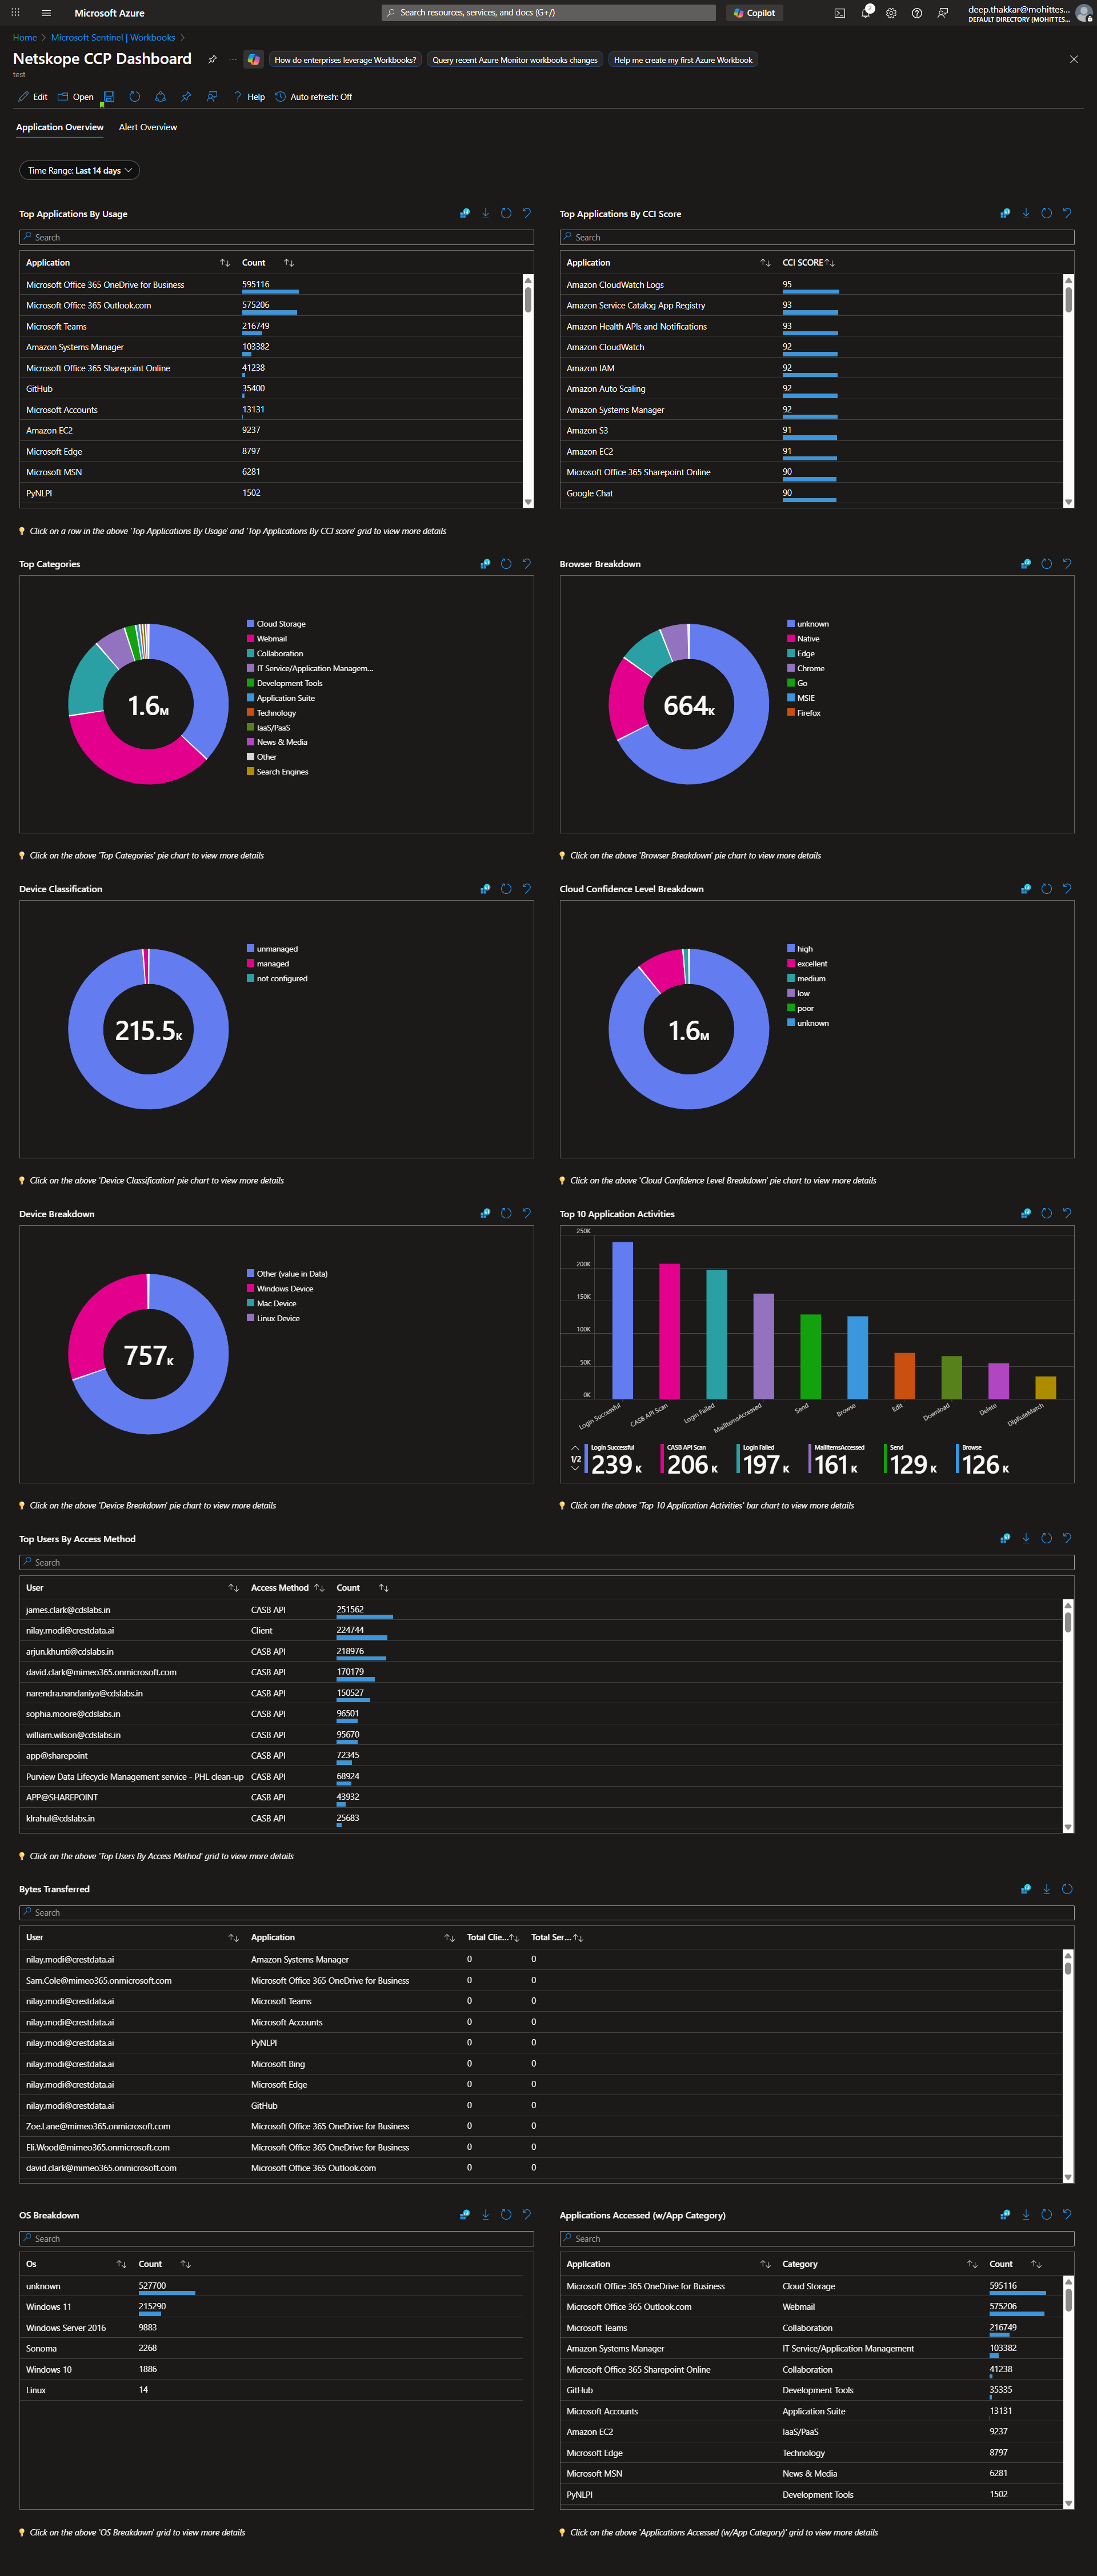 Microsoft Azure
Search resources, services, and docs (G+/)
Copilot
2
deep.thakkar@mohittes...
DEFAULT DIRECTORY (MOHITTES...
Home > Microsoft Sentinel | Workbooks >
Netskope CCP Dashboard
...
How do enterprises leverage Workbooks?
Query recent Azure Monitor workbooks changes
Help me create my first Azure Workbook
test
Edit
Open
? Help
Auto refresh: Off
Application Overview
Alert Overview
Time Range: Last 14 days
Top Applications By Usage
Search
Application Count
Microsoft Office 365 OneDrive for Business 595116
Microsoft Office 365 Outlook.com 575206
Microsoft Teams 216749
Amazon Systems Manager 103382
Microsoft Office 365 Sharepoint Online 41238
GitHub 35400
Microsoft Accounts 13131
Amazon EC2 9237
Microsoft Edge 8797
Microsoft MSN 6281
PyNLPI 1502
Top Applications By CCI Score
Search
Application CCI SCORE
Amazon CloudWatch Logs 95
Amazon Service Catalog App Registry 93
Amazon Health APIs and Notifications 93
Amazon CloudWatch 92
Amazon IAM 92
Amazon Auto Scaling 92
Amazon Systems Manager 92
Amazon S3 91
Amazon EC2 91
Microsoft Office 365 Sharepoint Online 90
Google Chat 90
Click on a row in the above 'Top Applications By Usage' and 'Top Applications By CCI score' grid to view more details
Top Categories
1.6M
Cloud Storage
Webmail
Collaboration
IT Service/Application Managem...
Development Tools
Application Suite
Technology
IaaS/PaaS
News & Media
Other
Search Engines
Click on the above 'Top Categories' pie chart to view more details
Browser Breakdown
664K
unknown
Native
Edge
Chrome
Go
MSIE
Firefox
Click on the above 'Browser Breakdown' pie chart to view more details
Device Classification
215.5K
unmanaged
managed
not configured
Click on the above 'Device Classification' pie chart to view more details
Cloud Confidence Level Breakdown
1.6M
high
excellent
medium
low
poor
unknown
Click on the above 'Cloud Confidence Level Breakdown' pie chart to view more details
Device Breakdown
757K
Other (value in Data)
Windows Device
Mac Device
Linux Device
Click on the above 'Device Breakdown' pie chart to view more details
Top 10 Application Activities
250K
200K
150K
100K
50K
0K
Login Successful
CASB API Scan
Login Failed
MailItemsAccessed
Send
Browse
Edit
Download
Delete
DlpRuleMatch
1/2
Login Successful
239 K
CASB API Scan
206 K
Login Failed
197 K
MailItemsAccessed
161 K
Send
129 K
Browse
126 K
Click on the above 'Top 10 Application Activities' bar chart to view more details
Top Users By Access Method
Search
User Access Method Count
james.clark@cdslabs.in CASB API 251562
nilay.modi@crestdata.ai Client 224744
arjun.khunti@cdslabs.in CASB API 218976
david.clark@mimeo365.onmicrosoft.com CASB API 170179
narendra.nandaniya@cdslabs.in CASB API 150527
sophia.moore@cdslabs.in CASB API 96501
william.wilson@cdslabs.in CASB API 95670
app@sharepoint CASB API 72345
Purview Data Lifecycle Management service - PHL clean-up CASB API 68924
APP@SHAREPOINT CASB API 43932
klrahul@cdslabs.in CASB API 25683
Click on the above 'Top Users By Access Method' grid to view more details
Bytes Transferred
Search
User Application Total Clie... Total Ser...
nilay.modi@crestdata.ai Amazon Systems Manager 0 0
Sam.Cole@mimeo365.onmicrosoft.com Microsoft Office 365 OneDrive for Business 0 0
nilay.modi@crestdata.ai Microsoft Teams 0 0
nilay.modi@crestdata.ai Microsoft Accounts 0 0
nilay.modi@crestdata.ai PyNLPI 0 0
nilay.modi@crestdata.ai Microsoft Bing 0 0
nilay.modi@crestdata.ai Microsoft Edge 0 0
nilay.modi@crestdata.ai GitHub 0 0
Zoe.Lane@mimeo365.onmicrosoft.com Microsoft Office 365 OneDrive for Business 0 0
Eli.Wood@mimeo365.onmicrosoft.com Microsoft Office 365 OneDrive for Business 0 0
david.clark@mimeo365.onmicrosoft.com Microsoft Office 365 Outlook.com 0 0
OS Breakdown
Search
Os Count
unknown 527700
Windows 11 215290
Windows Server 2016 9883
Sonoma 2268
Windows 10 1886
Linux 14
Click on the above 'OS Breakdown' grid to view more details
Applications Accessed (w/App Category)
Search
Application Category Count
Microsoft Office 365 OneDrive for Business Cloud Storage 595116
Microsoft Office 365 Outlook.com Webmail 575206
Microsoft Teams Collaboration 216749
Amazon Systems Manager IT Service/Application Management 103382
Microsoft Office 365 Sharepoint Online Collaboration 41238
GitHub Development Tools 35335
Microsoft Accounts Application Suite 13131
Amazon EC2 IaaS/PaaS 9237
Microsoft Edge Technology 8797
Microsoft MSN News & Media 6281
PyNLPI Development Tools 1502
Click on the above 'Applications Accessed (w/App Category)' grid to view more details